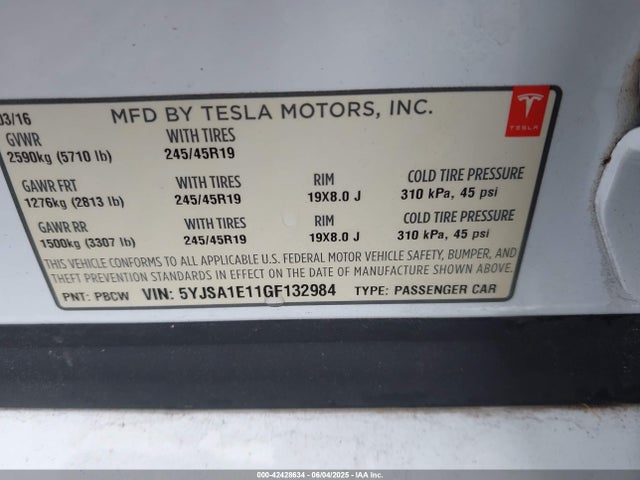 03/16 MFD BY TESLA MOTORS, INC.
TESLA
GVWR WITH TIRES
2590kg (5710 lb) 245/45R19
GAWR FRT WITH TIRES RIM COLD TIRE PRESSURE
1276kg (2813 lb) 245/45R19 19X8.0 J 310 kPa, 45 psi
GAWR RR WITH TIRES RIM COLD TIRE PRESSURE
1500kg (3307 lb) 245/45R19 19X8.0 J 310 kPa, 45 psi
THIS VEHICLE CONFORMS TO ALL APPLICABLE U.S. FEDERAL MOTOR VEHICLE SAFETY, BUMPER, AND
THEFT PREVENTION STANDARDS IN EFFECT ON THE DATE OF MANUFACTURE SHOWN ABOVE.
PNT: PBCW VIN: 5YJSA1E11GF132984 TYPE: PASSENGER CAR
000-42428634 - 06/04/2025 - IAA Inc.